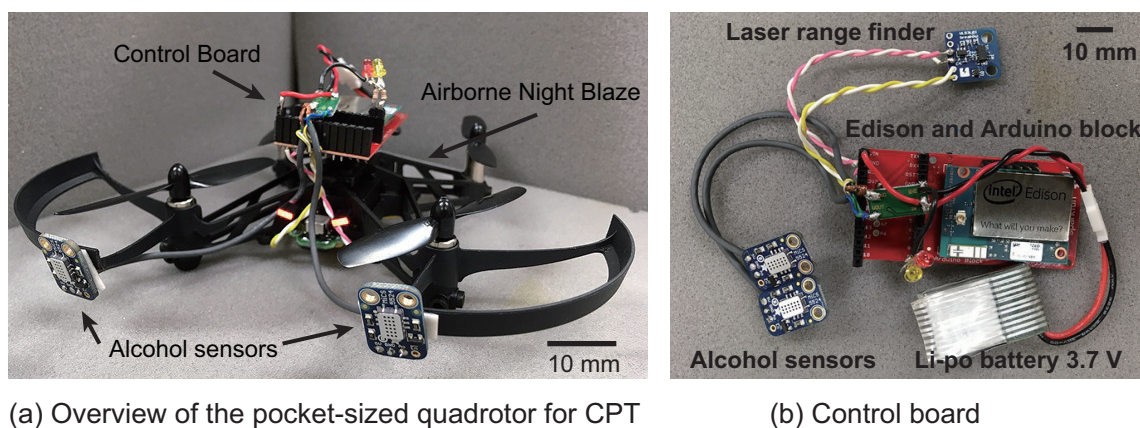 Control Board
Airborne Night Blaze
Alcohol sensors
10 mm
(a) Overview of the pocket-sized quadrotor for CPT
Laser range finder
10 mm
Edison and Arduino block
intel Edison
What will you make?
Arduino Block
Alcohol sensors
Li-po battery 3.7 V
(b) Control board